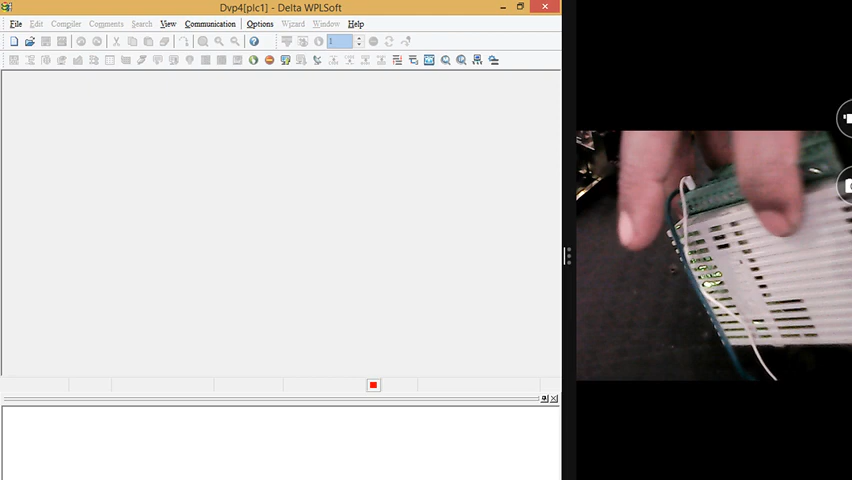 Dvp4[plc1] - Delta WPLSoft
File Edit Compiler Comments Search View Communication Options Wizard Window Help
1